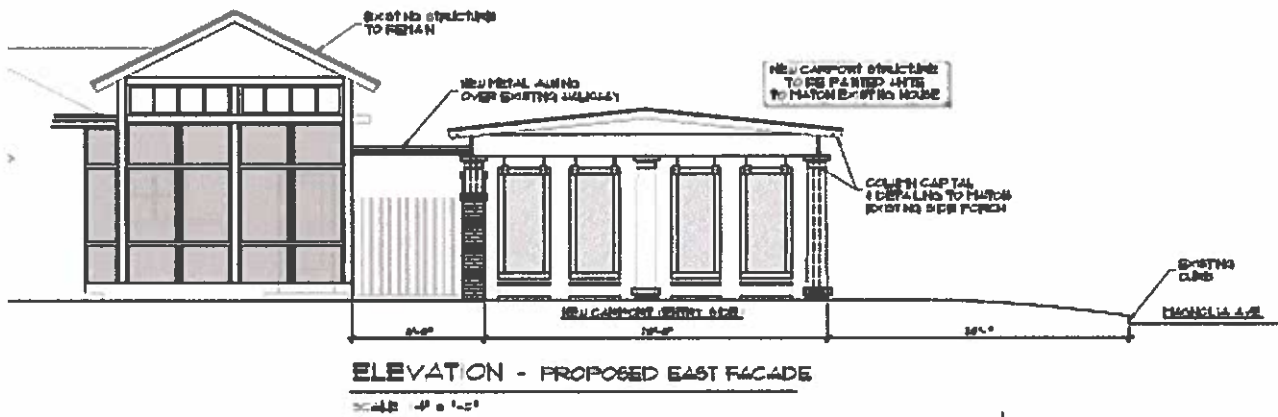 EXISTING STRUCTURE
TO REMAIN
NEW METAL AWNING
OVER EXISTING WALKWAY
NEW CARPORT STRUCTURE
TO BE PAINTED WHITE
TO MATCH EXISTING HOUSE
COLUMN CAPITAL
& DETAILING TO MATCH
EXISTING SIDE PORCH
EXISTING
CURB
MAGNOLIA AVE
NEW CARPORT (ENTRY SIDE)
ELEVATION - PROPOSED EAST FACADE
SCALE